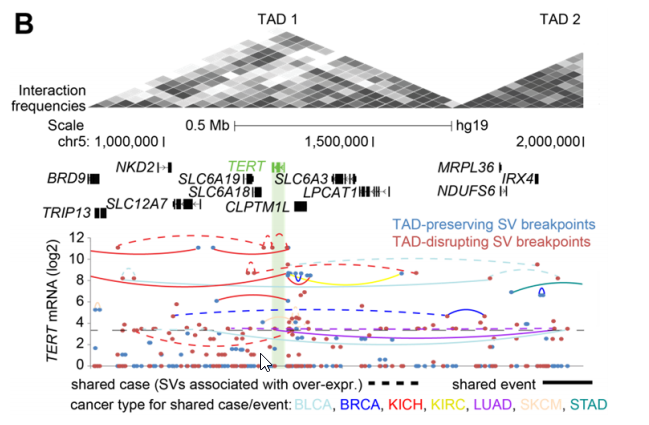 B
TAD 1 TAD 2
Interaction
frequencies
Scale 0.5 Mb hg19
chr5: 1,000,000 1,500,000 2,000,000
NKD2 TERT MRPL36
BRD9 SLC6A19 SLC6A3 IRX4
SLC6A18 LPCAT1 NDUFS6
TRIP13 SLC12A7 CLPTM1L
TAD-preserving SV breakpoints
TAD-disrupting SV breakpoints
TERT mRNA (log2)
12
10
8
6
4
2
0
shared case (SVs associated with over-expr.) shared event
cancer type for shared case/event: BLCA, BRCA, KICH, KIRC, LUAD, SKCM, STAD